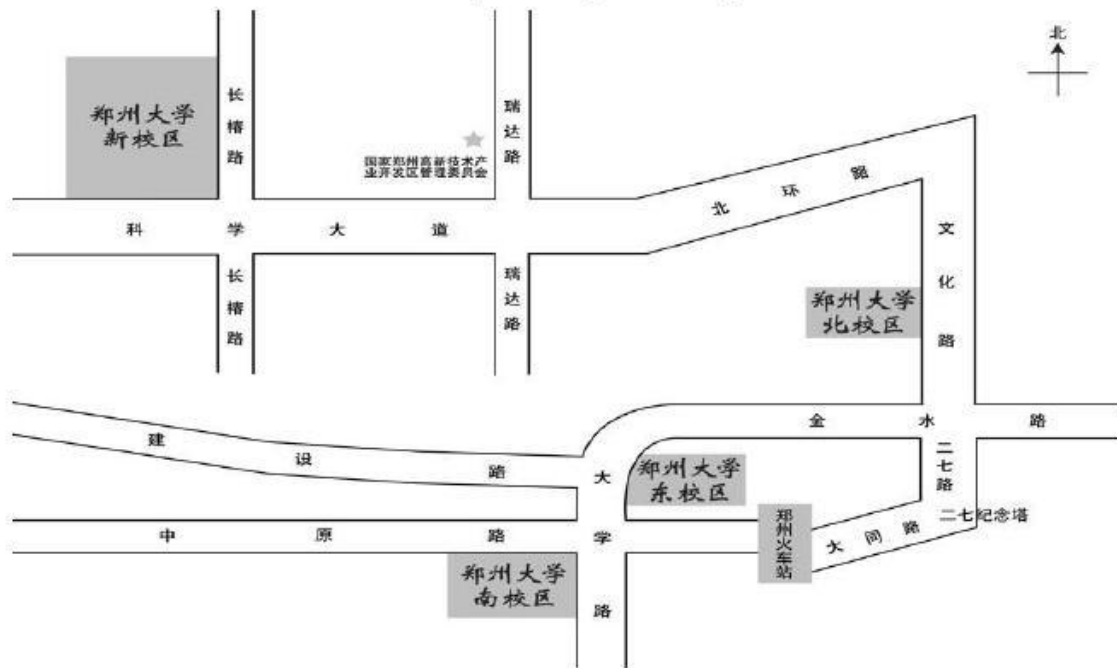 北
郑州大学
新校区
长椿路
瑞达路
国家郑州高新技术产
业开发区管理委员会
北环路
科学大道
文化路
长椿路
瑞达路
郑州大学
北校区
金水路
建设路
二七路
郑州大学
东校区
大学路
二七纪念塔
郑州火车站
大同路
中原路
郑州大学
南校区